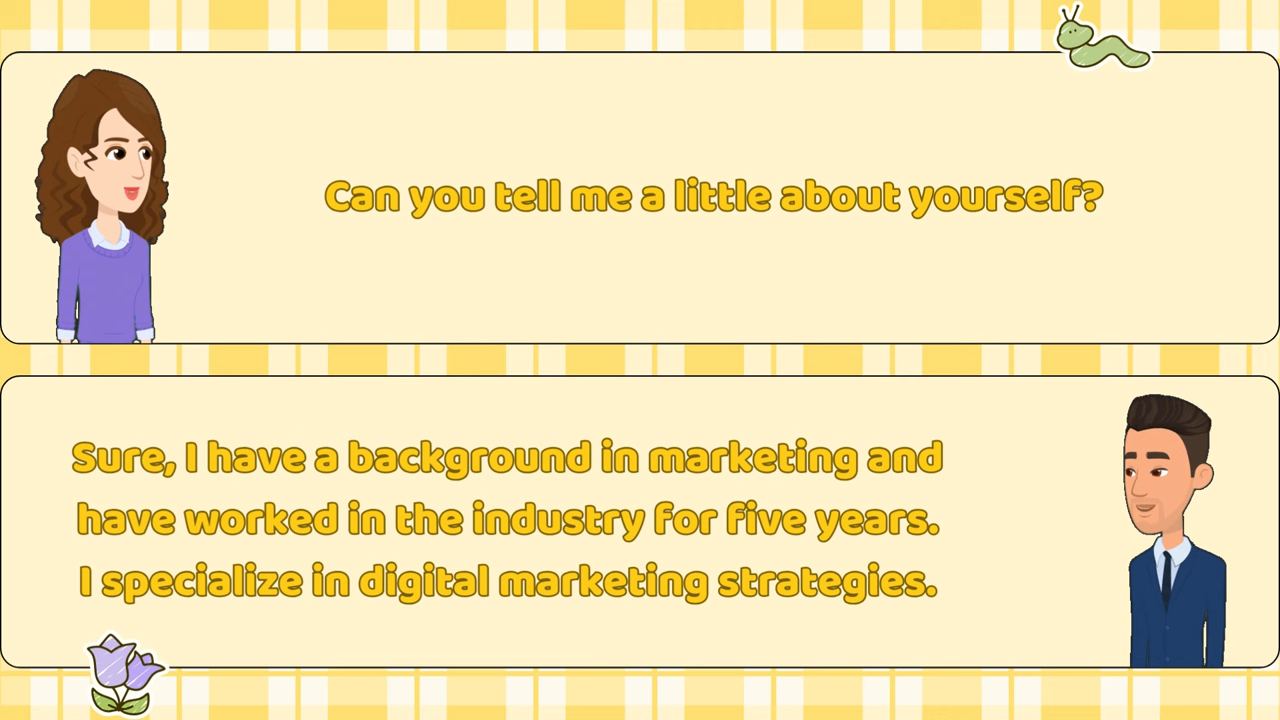 Can you tell me a little about yourself?
Sure, I have a background in marketing and
have worked in the industry for five years.
I specialize in digital marketing strategies.